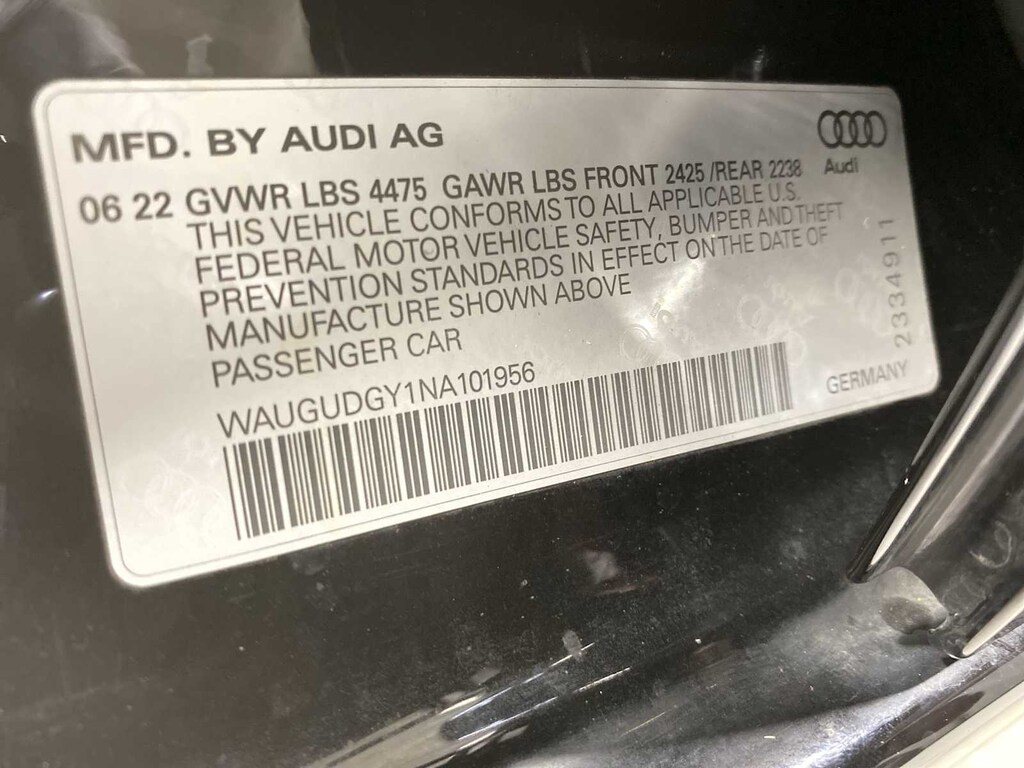 MFD. BY AUDI AG
Audi
06 22 GVWR LBS 4475 GAWR LBS FRONT 2425 /REAR 2238
THIS VEHICLE CONFORMS TO ALL APPLICABLE U.S.
FEDERAL MOTOR VEHICLE SAFETY, BUMPER AND THEFT
PREVENTION STANDARDS IN EFFECT ON THE DATE OF
MANUFACTURE SHOWN ABOVE
PASSENGER CAR
WAUGUDGY1NA101956
GERMANY
2334911